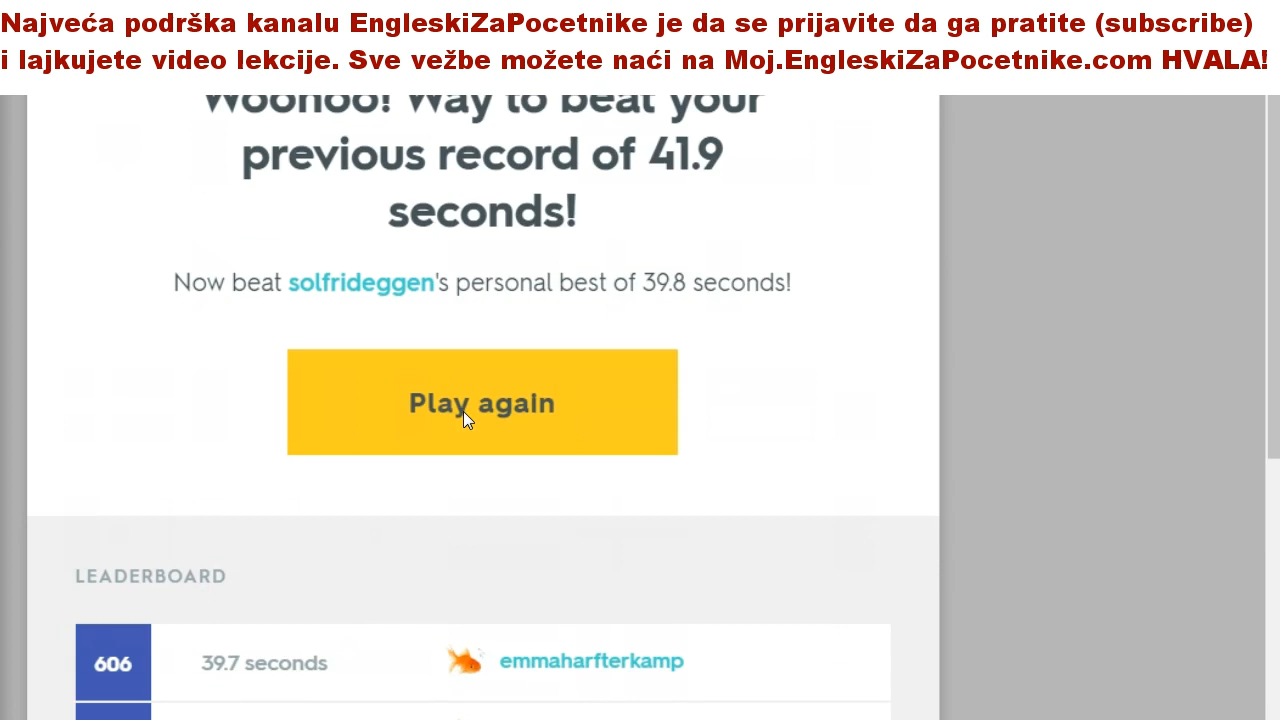 Najveća podrška kanalu EngleskiZaPocetnike je da se prijavite da ga pratite (subscribe)
i lajkujete video lekcije. Sve vežbe možete naći na Moj.EngleskiZaPocetnike.com HVALA!
Woohoo! Way to beat your
previous record of 41.9
seconds!
Now beat solfrideggen's personal best of 39.8 seconds!
Play again
LEADERBOARD
606 39.7 seconds emmaharfterkamp